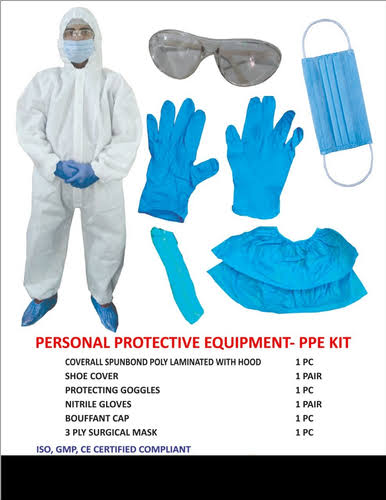 PERSONAL PROTECTIVE EQUIPMENT- PPE KIT
COVERALL SPUNBOND POLY LAMINATED WITH HOOD 1 PC
SHOE COVER 1 PAIR
PROTECTING GOGGLES 1 PC
NITRILE GLOVES 1 PAIR
BOUFFANT CAP 1 PC
3 PLY SURGICAL MASK 1 PC
ISO, GMP, CE CERTIFIED COMPLIANT